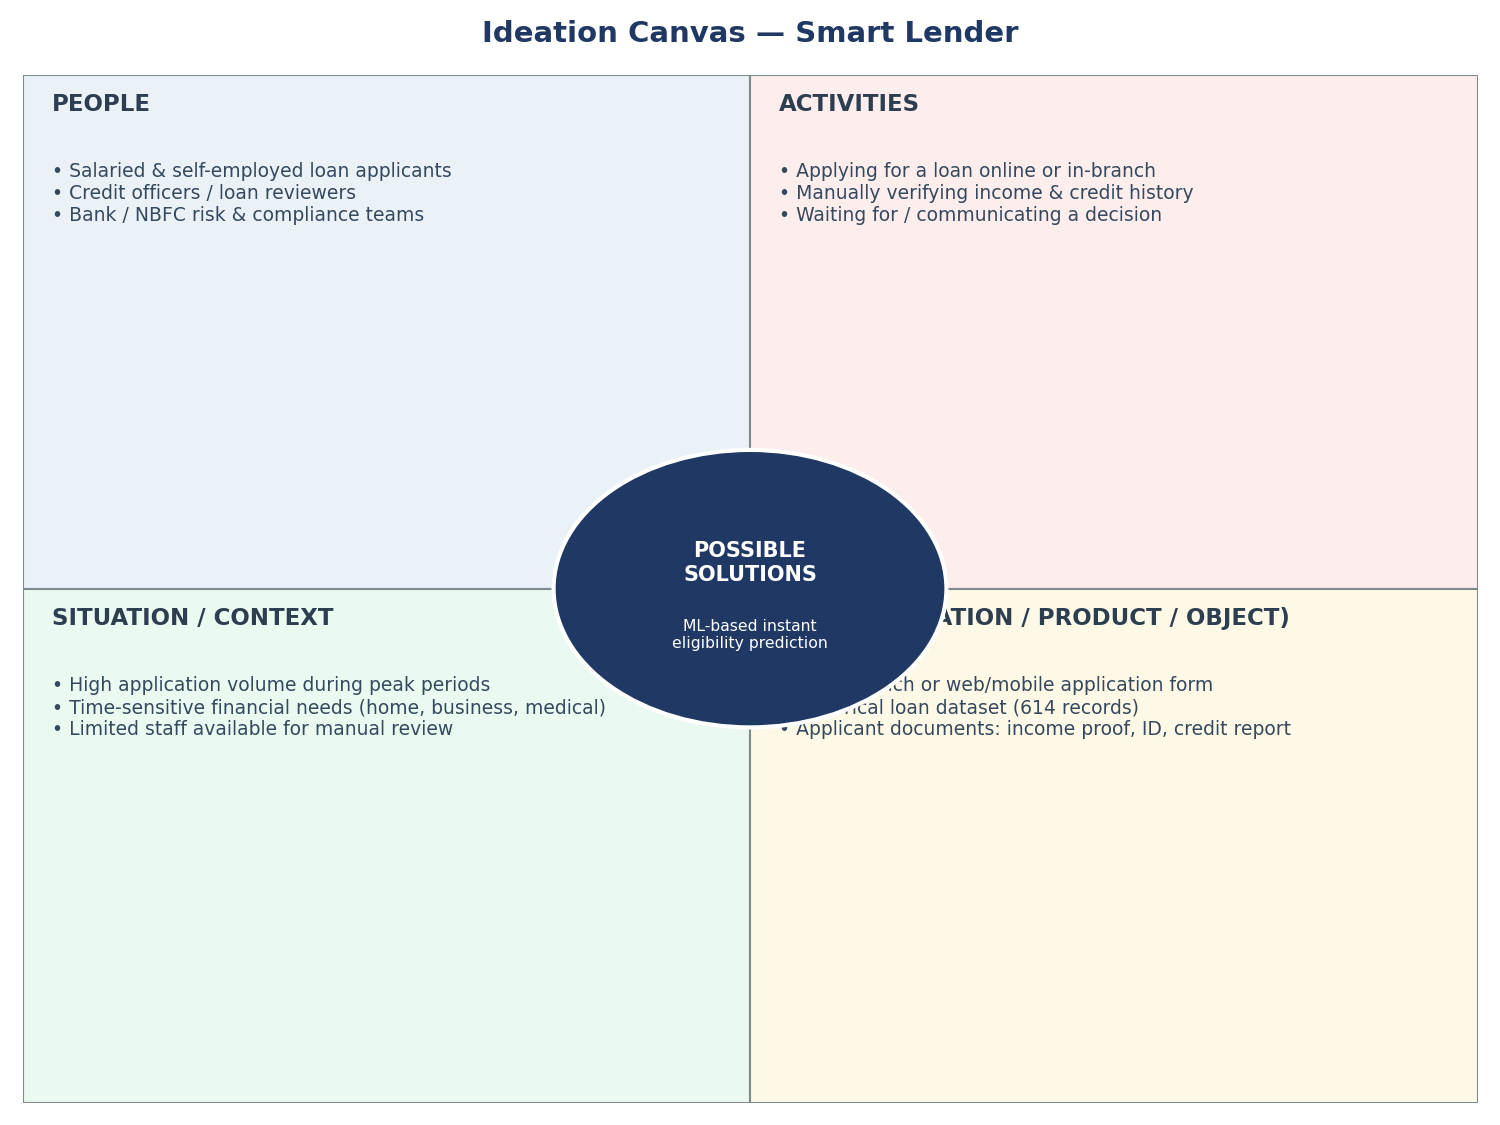 Ideation Canvas — Smart Lender
PEOPLE
• Salaried & self-employed loan applicants
• Credit officers / loan reviewers
• Bank / NBFC risk & compliance teams
ACTIVITIES
• Applying for a loan online or in-branch
• Manually verifying income & credit history
• Waiting for / communicating a decision
POSSIBLE
SOLUTIONS
ML-based instant
eligibility prediction
SITUATION / CONTEXT
• High application volume during peak periods
• Time-sensitive financial needs (home, business, medical)
• Limited staff available for manual review
/ PRODUCT / OBJECT)
or web/mobile application form
loan dataset (614 records)
• Applicant documents: income proof, ID, credit report